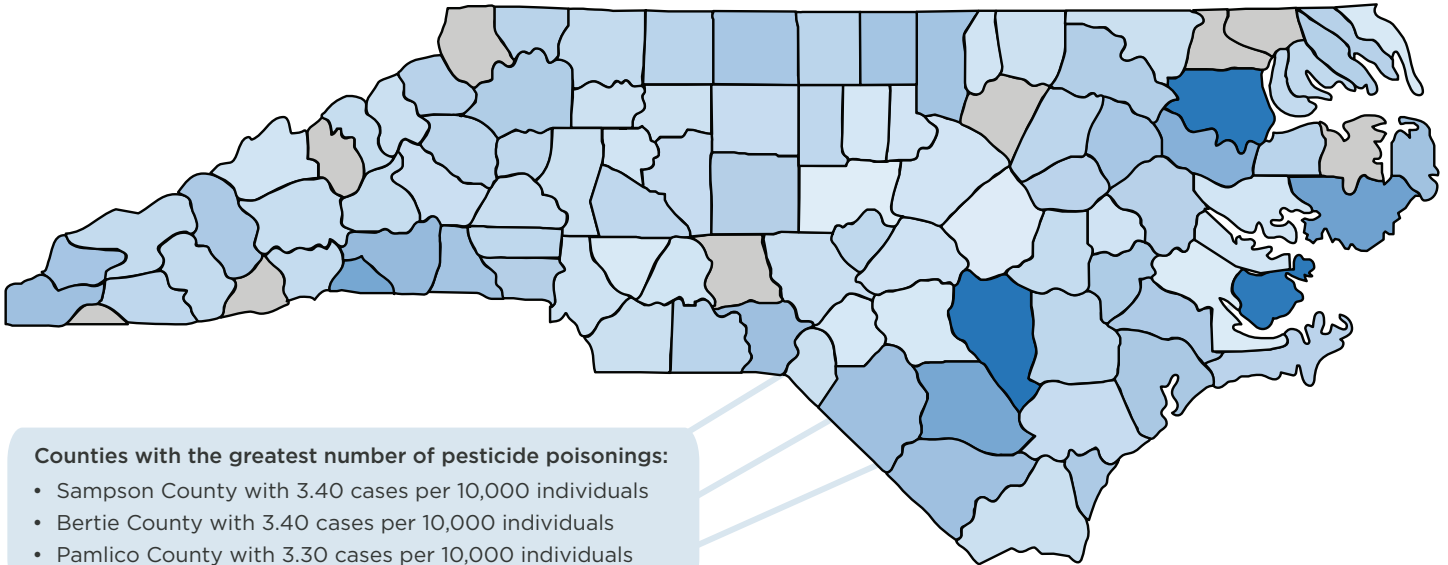 Counties with the greatest number of pesticide poisonings:
• Sampson County with 3.40 cases per 10,000 individuals
• Bertie County with 3.40 cases per 10,000 individuals
• Pamlico County with 3.30 cases per 10,000 individuals